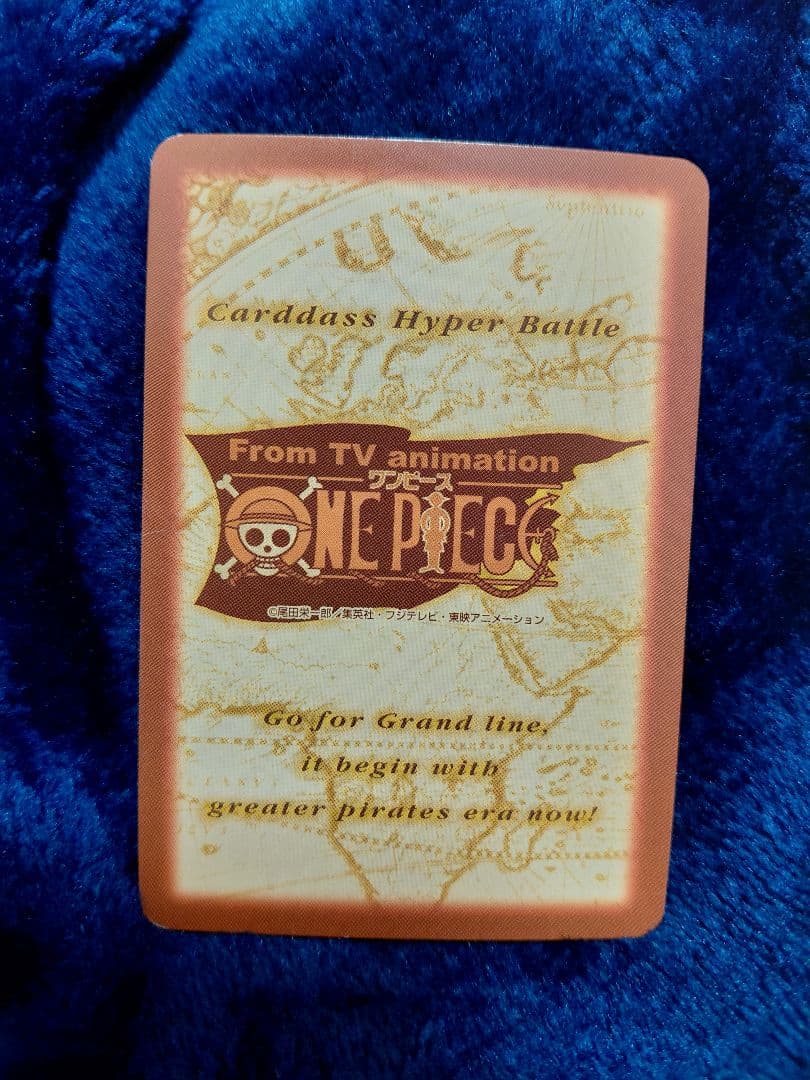 Septentrio
Carddass Hyper Battle
From TV animation
ワンピース
ONE PIECE
©尾田栄一郎/集英社・フジテレビ・東映アニメーション
Go for Grand line,
it begin with
greater pirates era now!